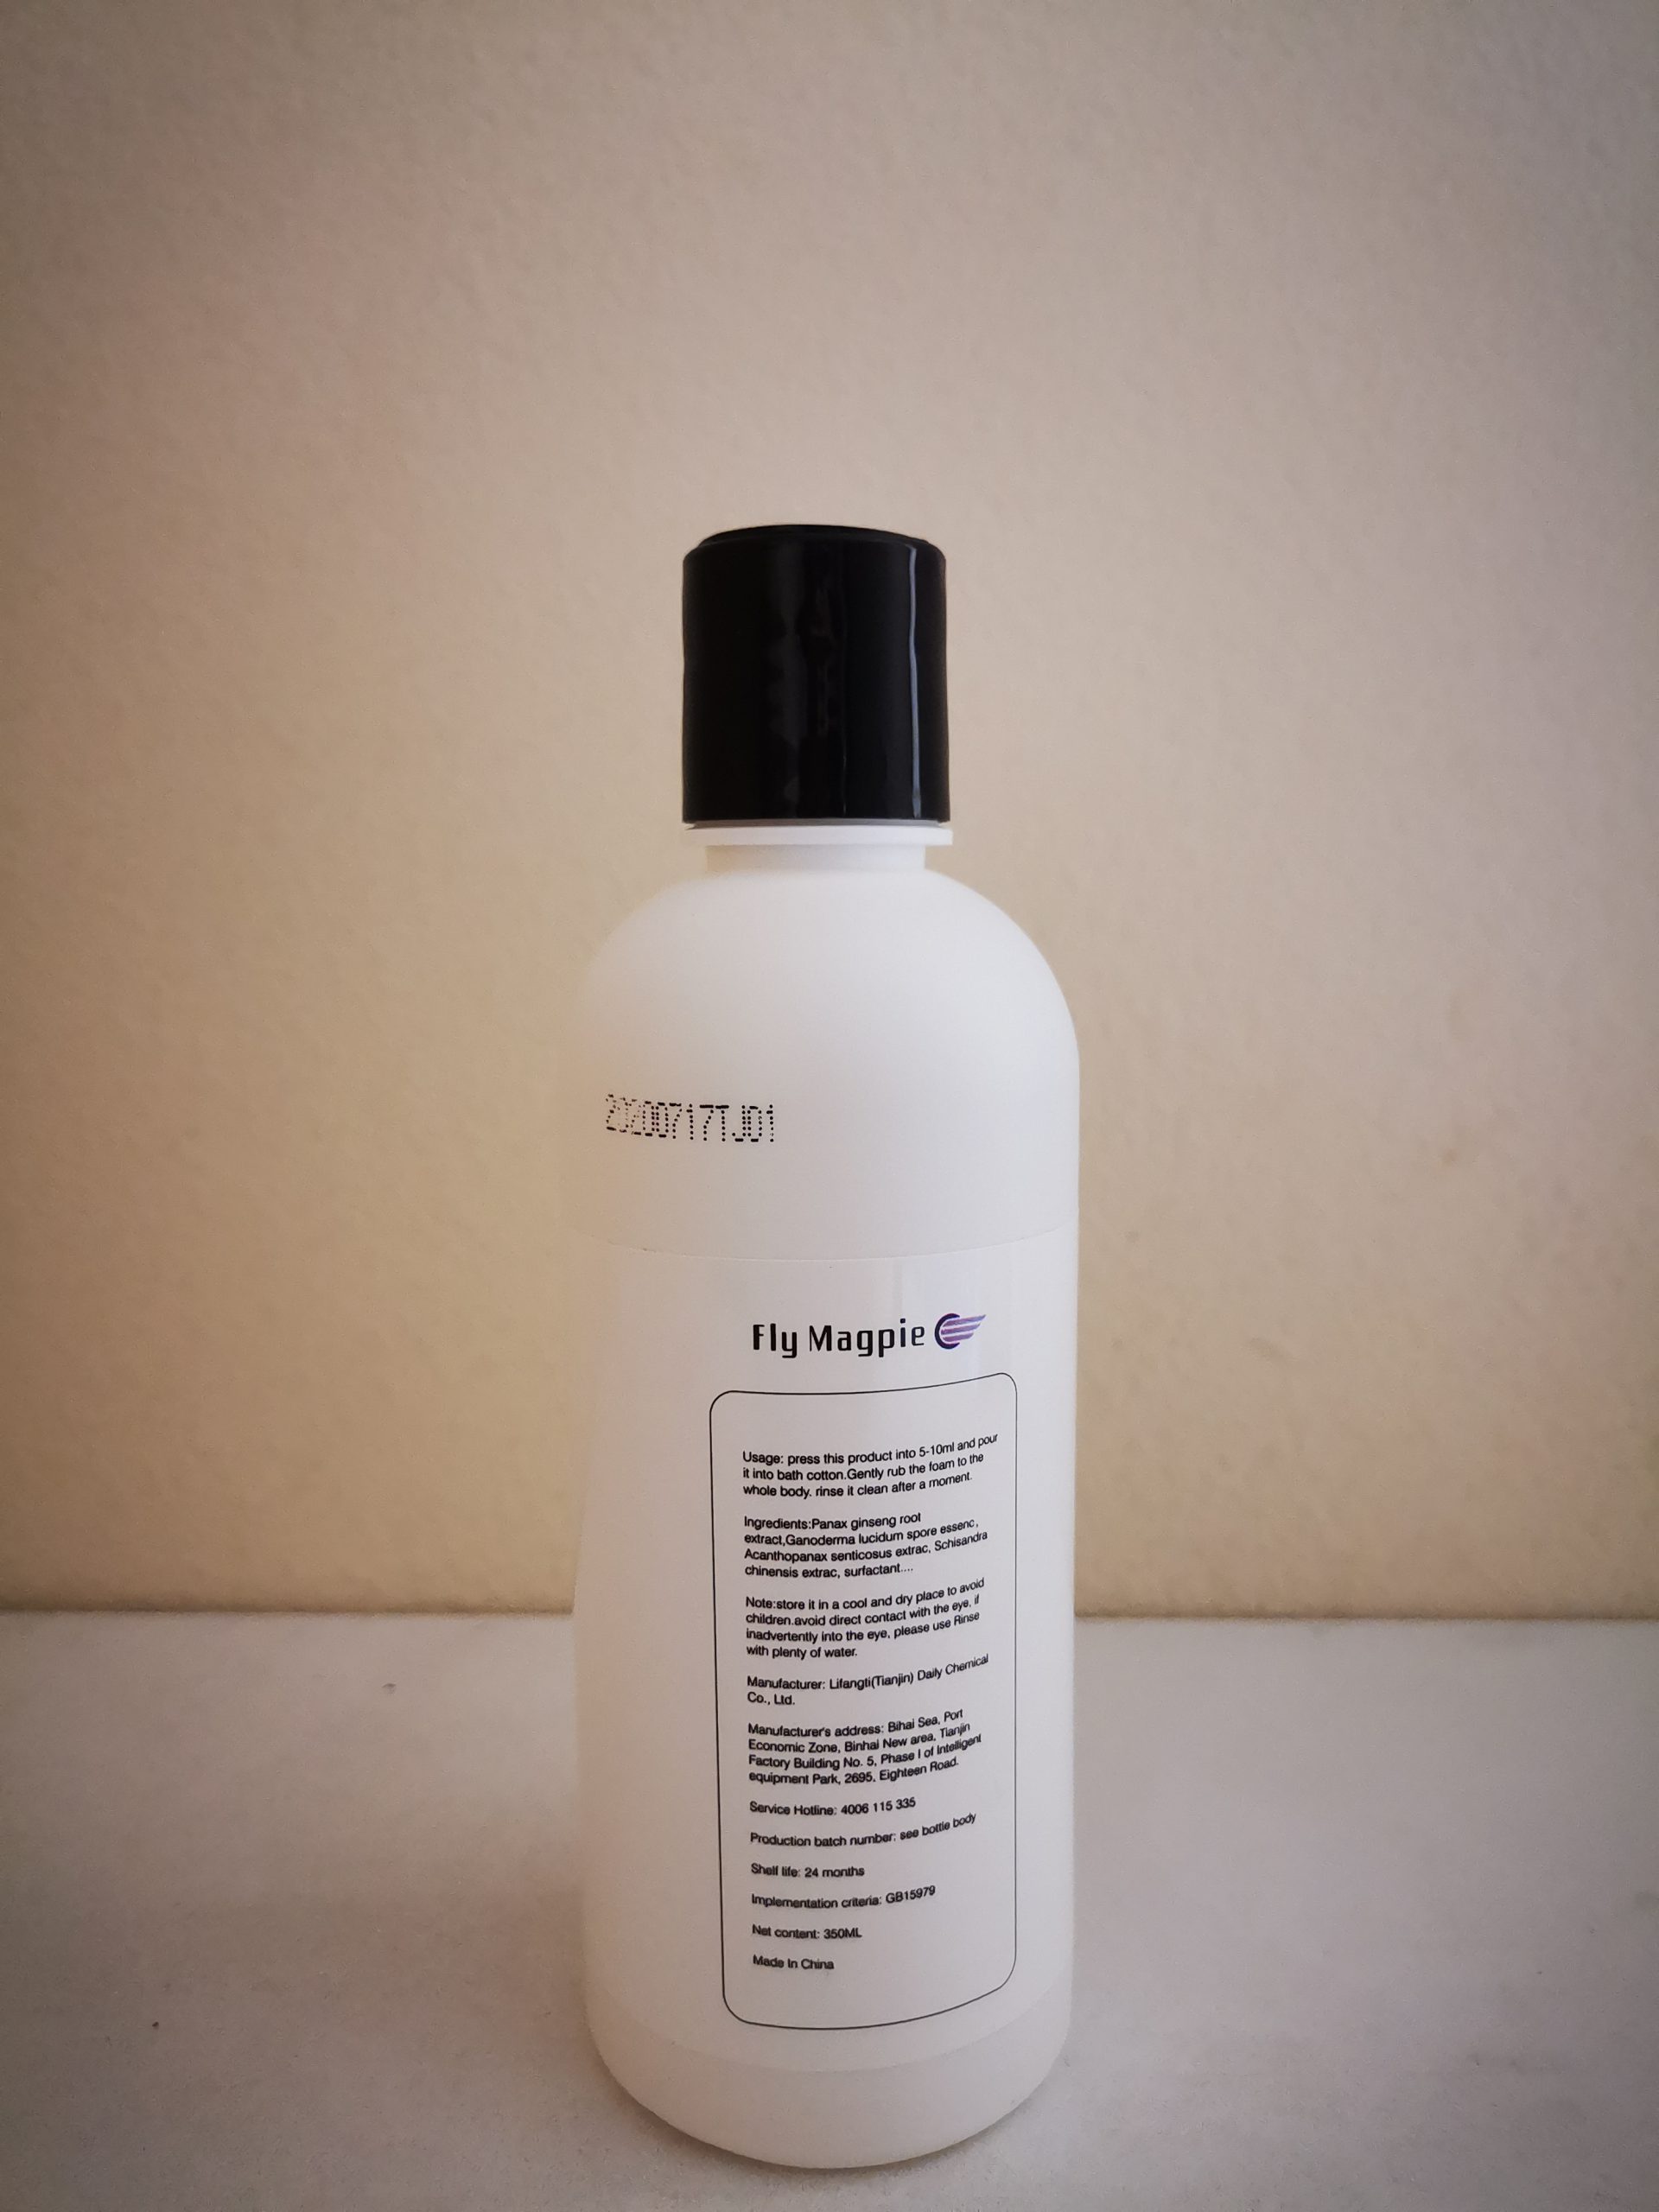 20200717TJ01
Fly Magpie
Usage: press this product into 5-10ml and pour
it into bath cotton.Gently rub the foam to the
whole body. rinse it clean after a moment.
Ingredients:Panax ginseng root
extract,Ganoderma lucidum spore essenc,
Acanthopanax senticosus extrac, Schisandra
chinensis extrac, surfactant....
Note:store it in a cool and dry place to avoid
children.avoid direct contact with the eye, if
inadvertently into the eye, please use Rinse
with plenty of water.
Manufacturer: Lifangti(Tianjin) Daily Chemical
Co., Ltd.
Manufacturer's address: Bihai Sea, Port
Economic Zone, Binhai New area, Tianjin
Factory Building No. 5, Phase I of Intelligent
equipment Park, 2695, Eighteen Road.
Service Hotline: 4006 115 335
Production batch number: see bottle body
Shelf life: 24 months
Implementation criteria: GB15979
Net content: 350ML
Made In China